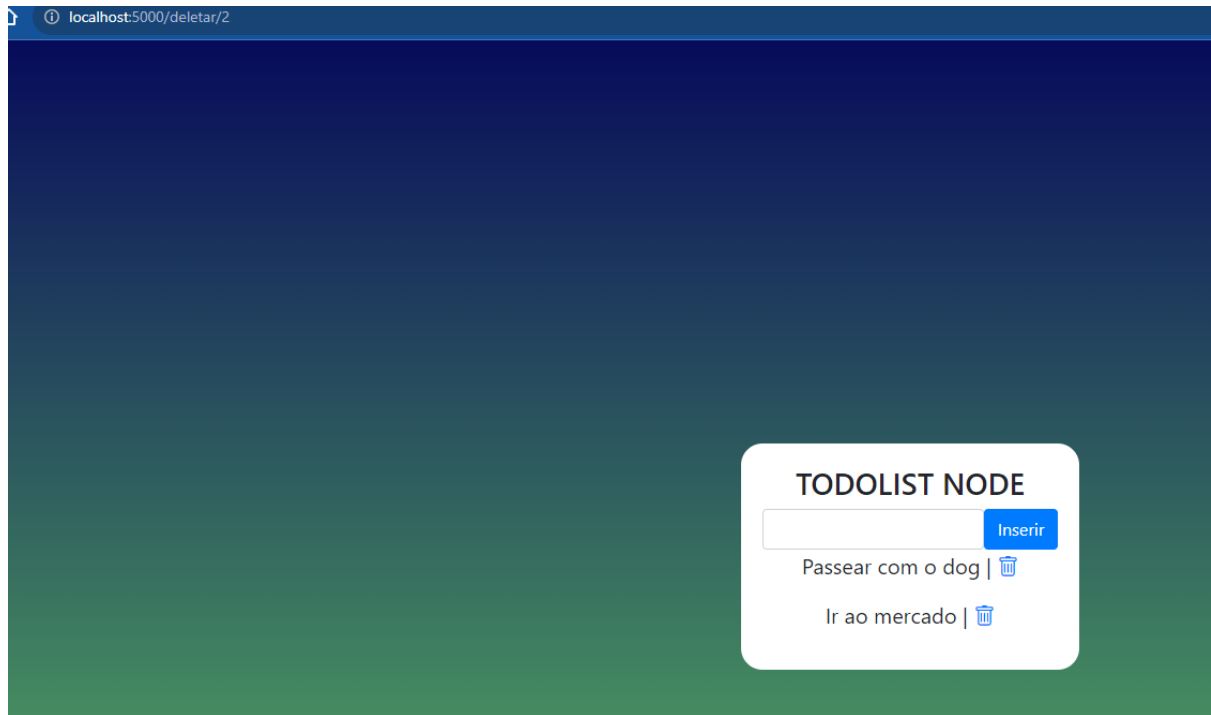 localhost:5000/deletar/2
TODOLIST NODE
Inserir
Passear com o dog |
Ir ao mercado |